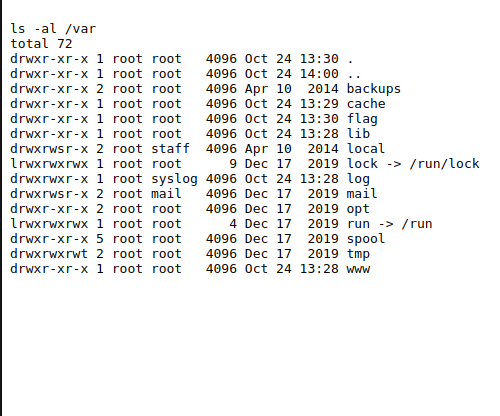 ls -al /var
total 72
drwxr-xr-x 1 root root   4096 Oct 24 13:30 .
drwxr-xr-x 1 root root   4096 Oct 24 14:00 ..
drwxr-xr-x 2 root root   4096 Apr 10  2014 backups
drwxr-xr-x 1 root root   4096 Oct 24 13:29 cache
drwxr-xr-x 1 root root   4096 Oct 24 13:30 flag
drwxr-xr-x 1 root root   4096 Oct 24 13:28 lib
drwxrwsr-x 2 root staff  4096 Apr 10  2014 local
lrwxrwxrwx 1 root root      9 Dec 17  2019 lock -> /run/lock
drwxrwxr-x 1 root syslog 4096 Oct 24 13:28 log
drwxrwsr-x 2 root mail   4096 Dec 17  2019 mail
drwxr-xr-x 2 root root   4096 Dec 17  2019 opt
lrwxrwxrwx 1 root root      4 Dec 17  2019 run -> /run
drwxr-xr-x 5 root root   4096 Dec 17  2019 spool
drwxrwxrwt 2 root root   4096 Dec 17  2019 tmp
drwxr-xr-x 1 root root   4096 Oct 24 13:28 www